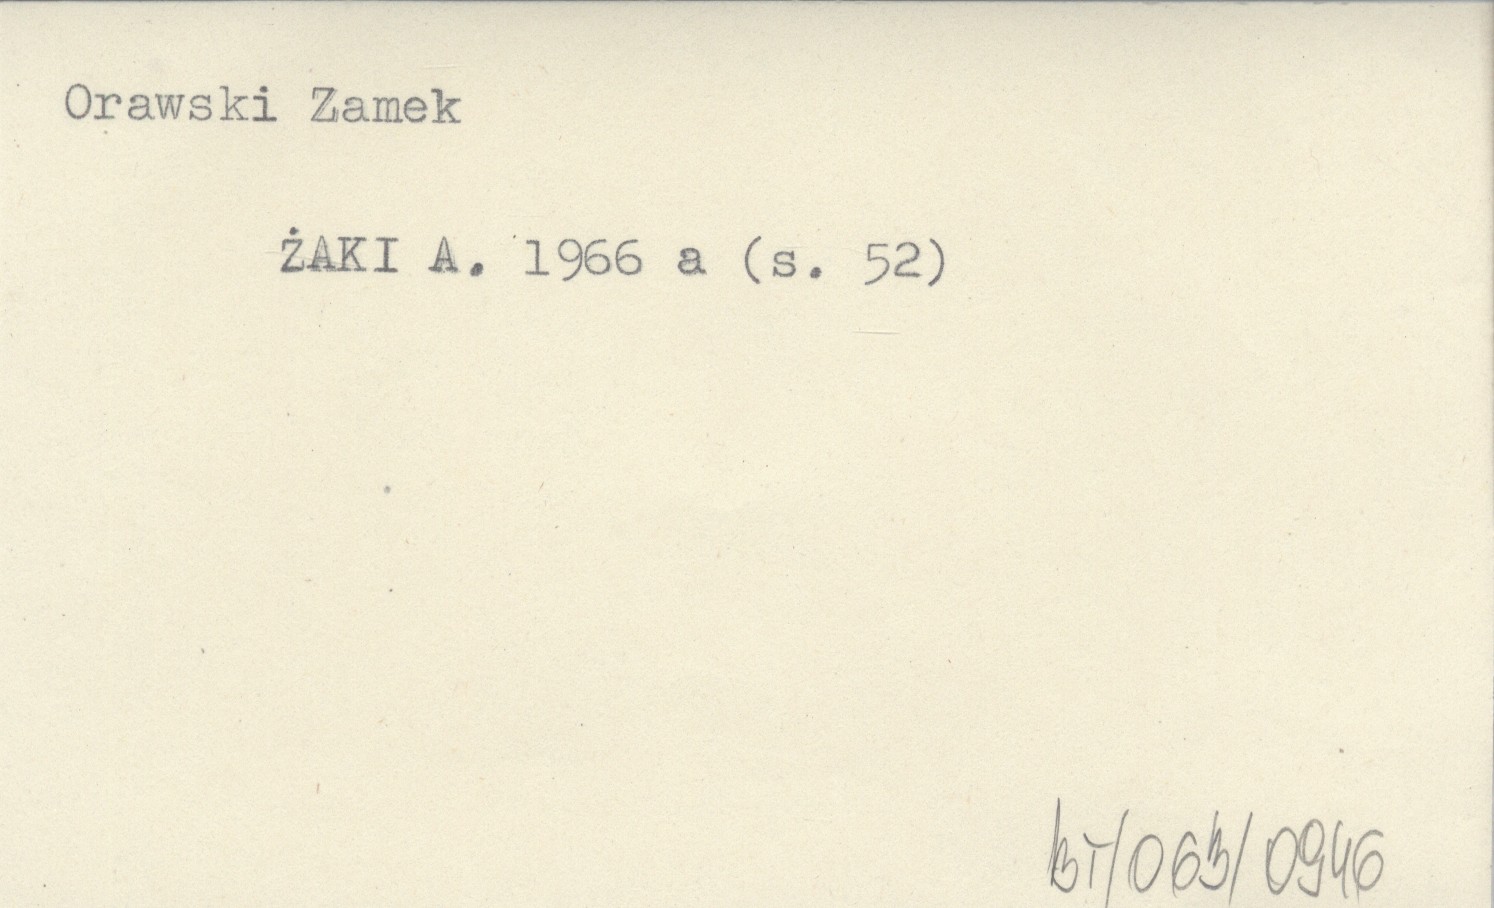 Orawski Zamek
ŻAKI A. 1966 a (s. 52)
BT/063/0946